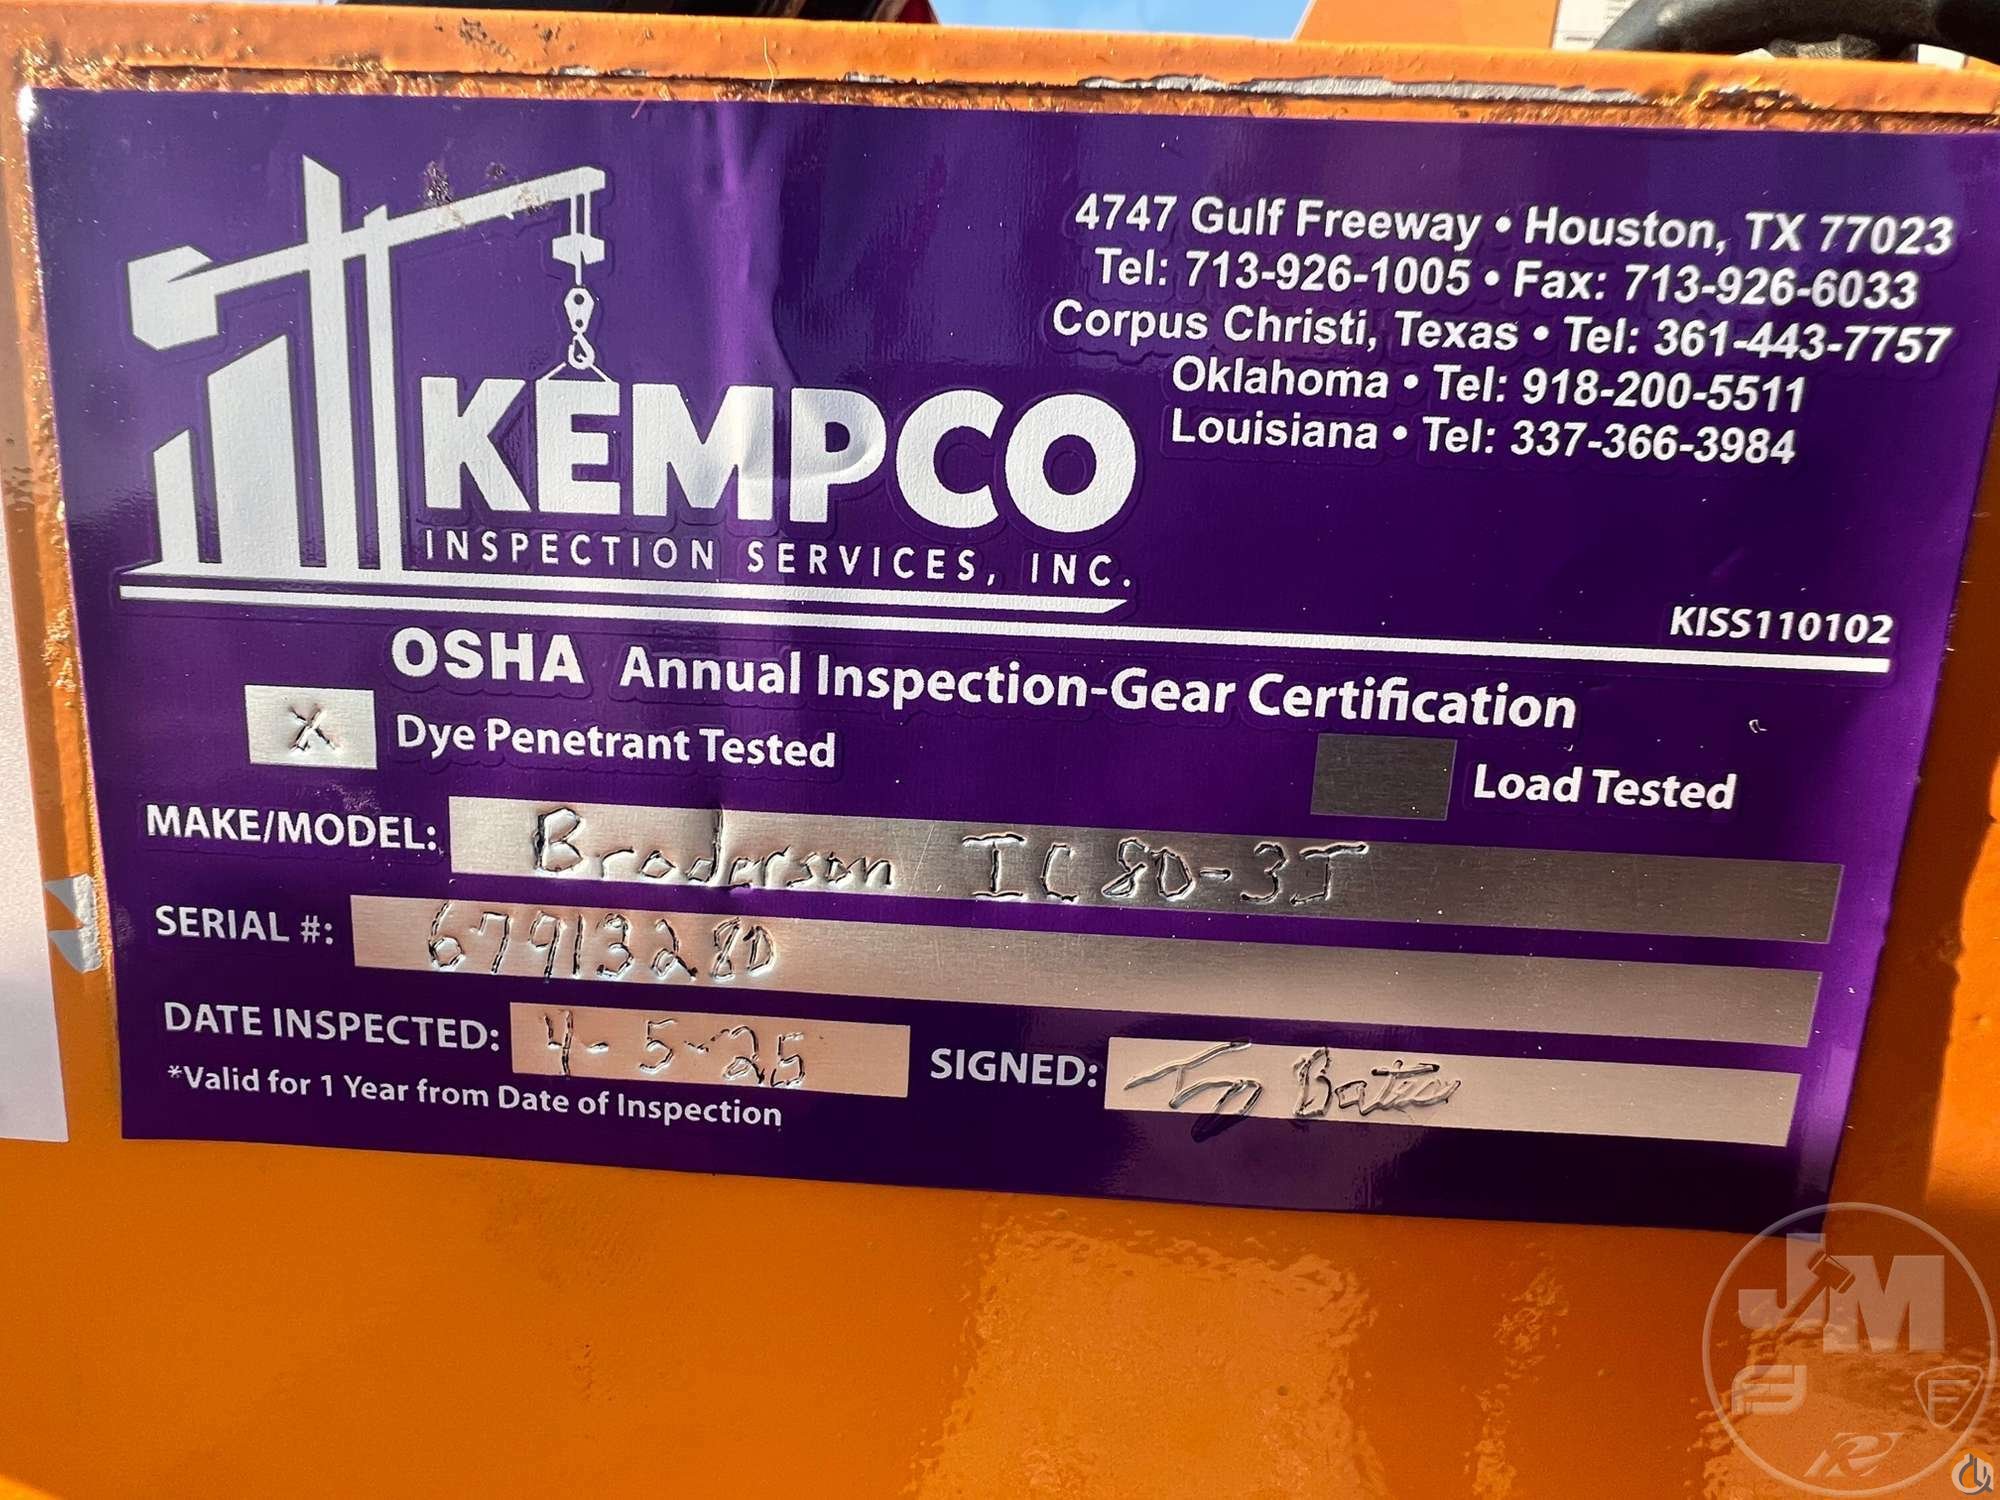 4747 Gulf Freeway • Houston, TX 77023
Tel: 713-926-1005 • Fax: 713-926-6033
Corpus Christi, Texas • Tel: 361-443-7757
Oklahoma • Tel: 918-200-5511
Louisiana • Tel: 337-366-3984
KEMPCO
INSPECTION SERVICES, INC.
KISS110102
OSHA Annual Inspection-Gear Certification
X Dye Penetrant Tested
Load Tested
MAKE/MODEL: Broderson IC80-3J
SERIAL #: 67913280
DATE INSPECTED: 4-5-25
SIGNED: Bates
*Valid for 1 Year from Date of Inspection
JM